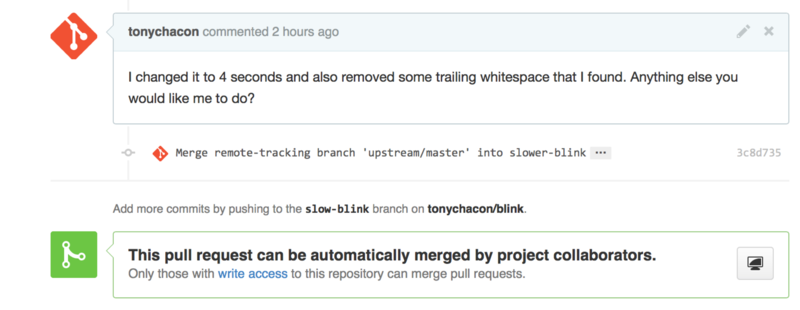 tonychacon commented 2 hours ago
I changed it to 4 seconds and also removed some trailing whitespace that I found. Anything else you
would like me to do?
Merge remote-tracking branch 'upstream/master' into slower-blink ... 3c8d735
Add more commits by pushing to the slow-blink branch on tonychacon/blink.
This pull request can be automatically merged by project collaborators.
Only those with write access to this repository can merge pull requests.